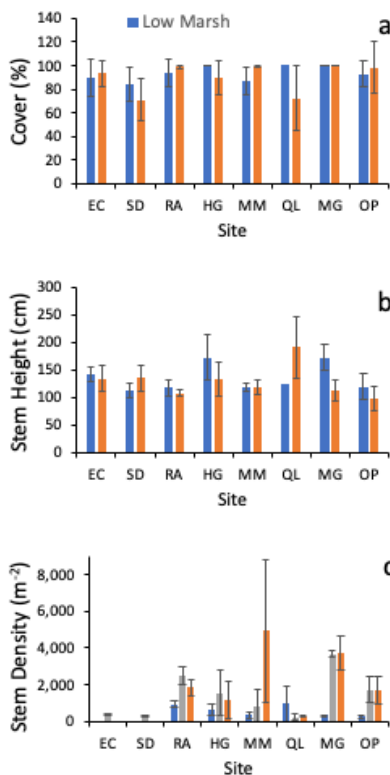 140
Low Marsh
a
120
100
80
60
40
20
0
Cover (%)
EC SD RA HG MM QL MG OP
Site
300
b
250
200
150
100
50
0
Stem Height (cm)
EC SD RA HG MM QL MG OP
Site
8,000
6,000
4,000
2,000
0
Stem Density (m⁻²)
EC SD RA HG MM QL MG OP
Site